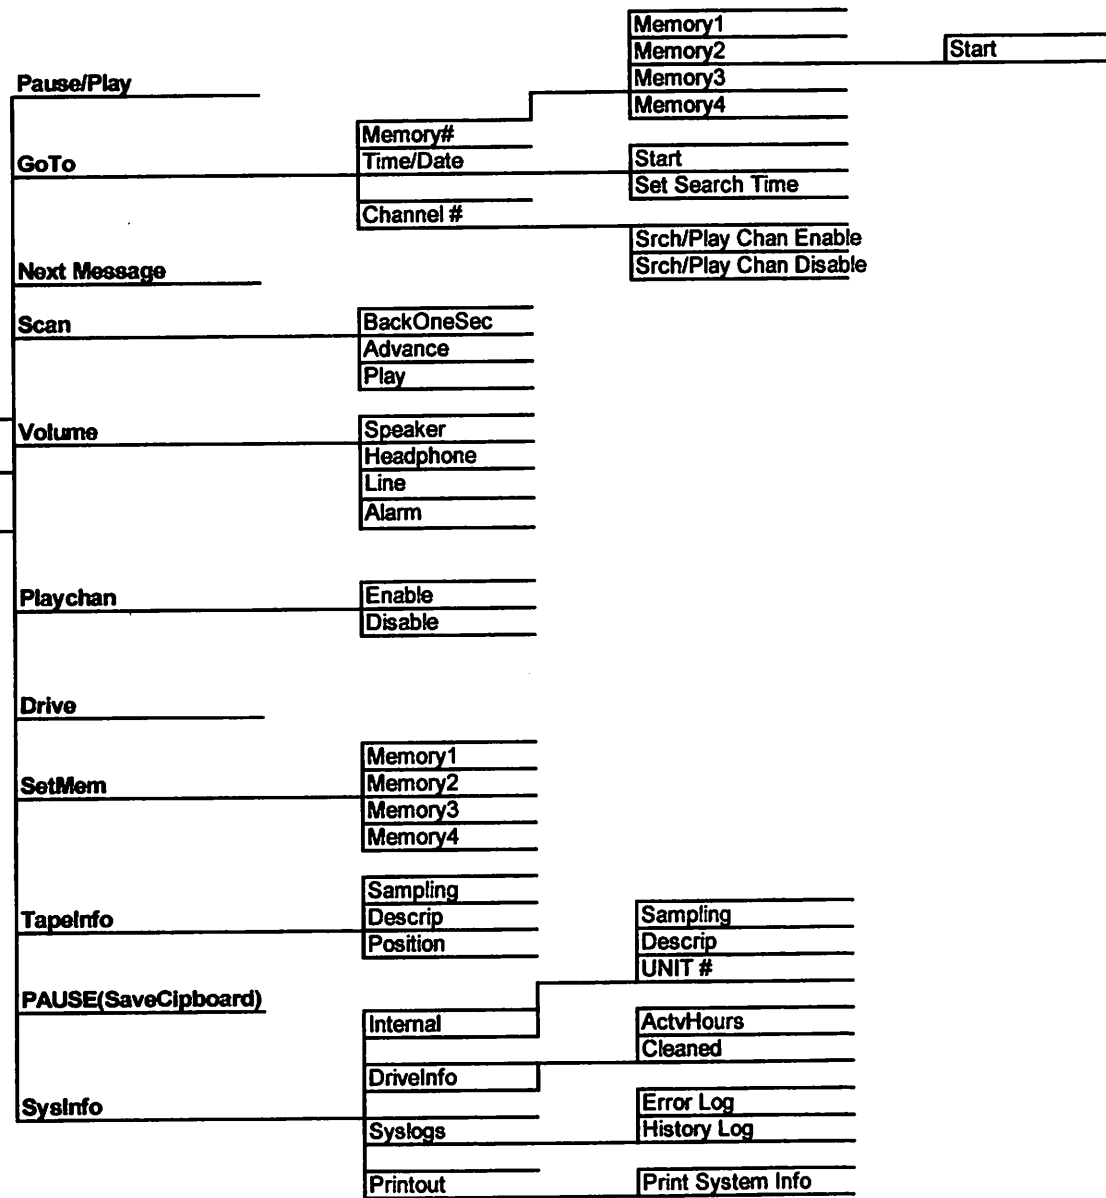 Pause/Play
GoTo
Memory#
Time/Date
Channel #
Memory1
Memory2
Memory3
Memory4
Start
Start
Set Search Time
Srch/Play Chan Enable
Srch/Play Chan Disable
Next Message
Scan
BackOneSec
Advance
Play
Volume
Speaker
Headphone
Line
Alarm
Playchan
Enable
Disable
Drive
SetMem
Memory1
Memory2
Memory3
Memory4
TapeInfo
Sampling
Descrip
Position
PAUSE(SaveCipboard)
SysInfo
Internal
Sampling
Descrip
UNIT #
DriveInfo
ActvHours
Cleaned
Syslogs
Error Log
History Log
Printout
Print System Info